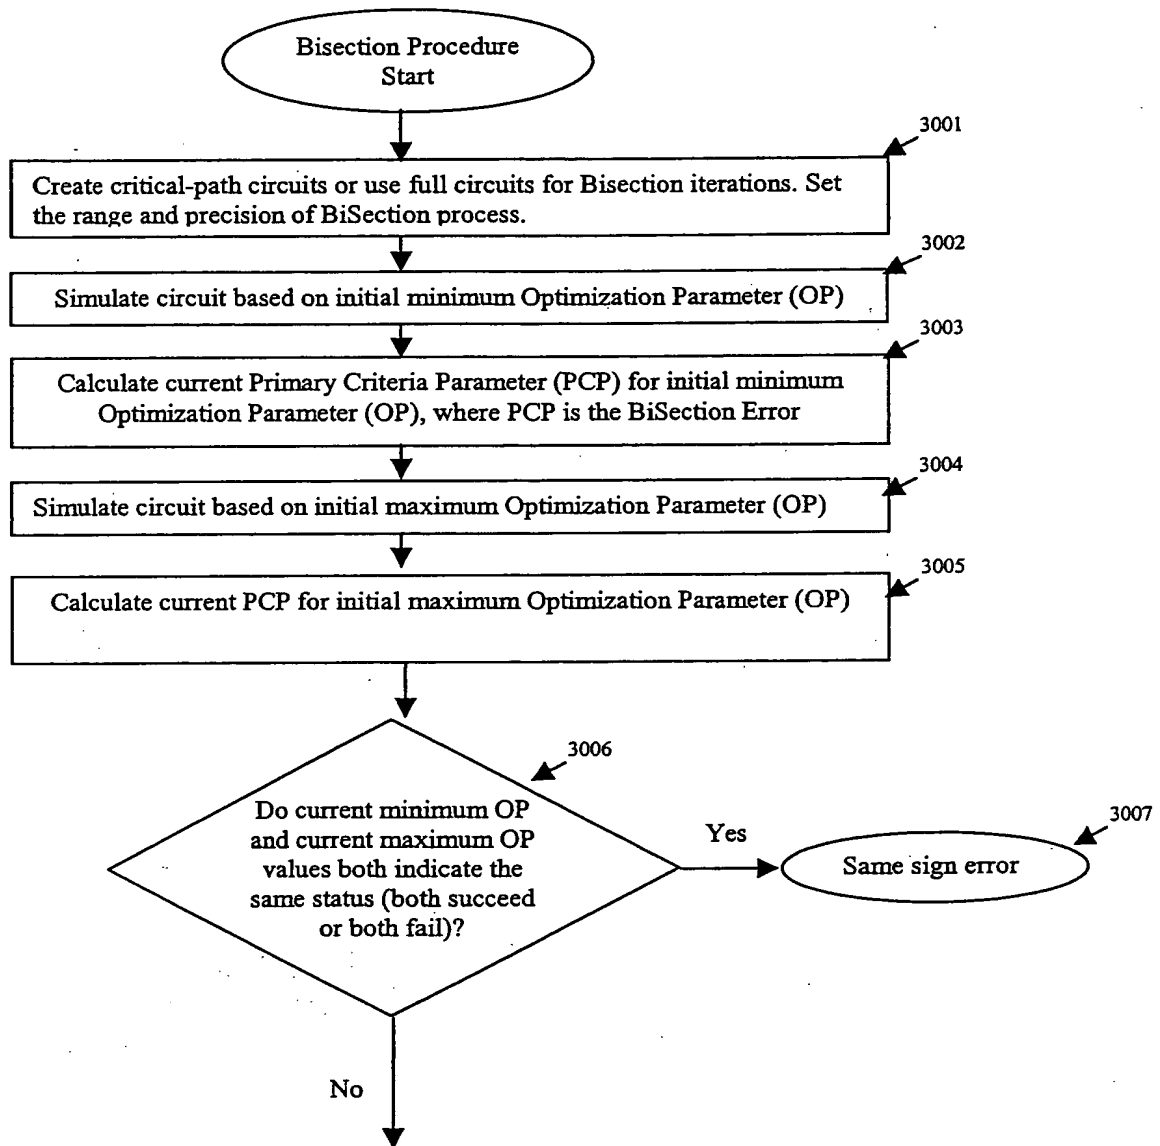 Bisection Procedure
Start
3001
Create critical-path circuits or use full circuits for Bisection iterations. Set
the range and precision of BiSection process.
3002
Simulate circuit based on initial minimum Optimization Parameter (OP)
3003
Calculate current Primary Criteria Parameter (PCP) for initial minimum
Optimization Parameter (OP), where PCP is the BiSection Error
3004
Simulate circuit based on initial maximum Optimization Parameter (OP)
3005
Calculate current PCP for initial maximum Optimization Parameter (OP)
3006
Do current minimum OP
and current maximum OP
values both indicate the
same status (both succeed
or both fail)?
Yes
3007
Same sign error
No